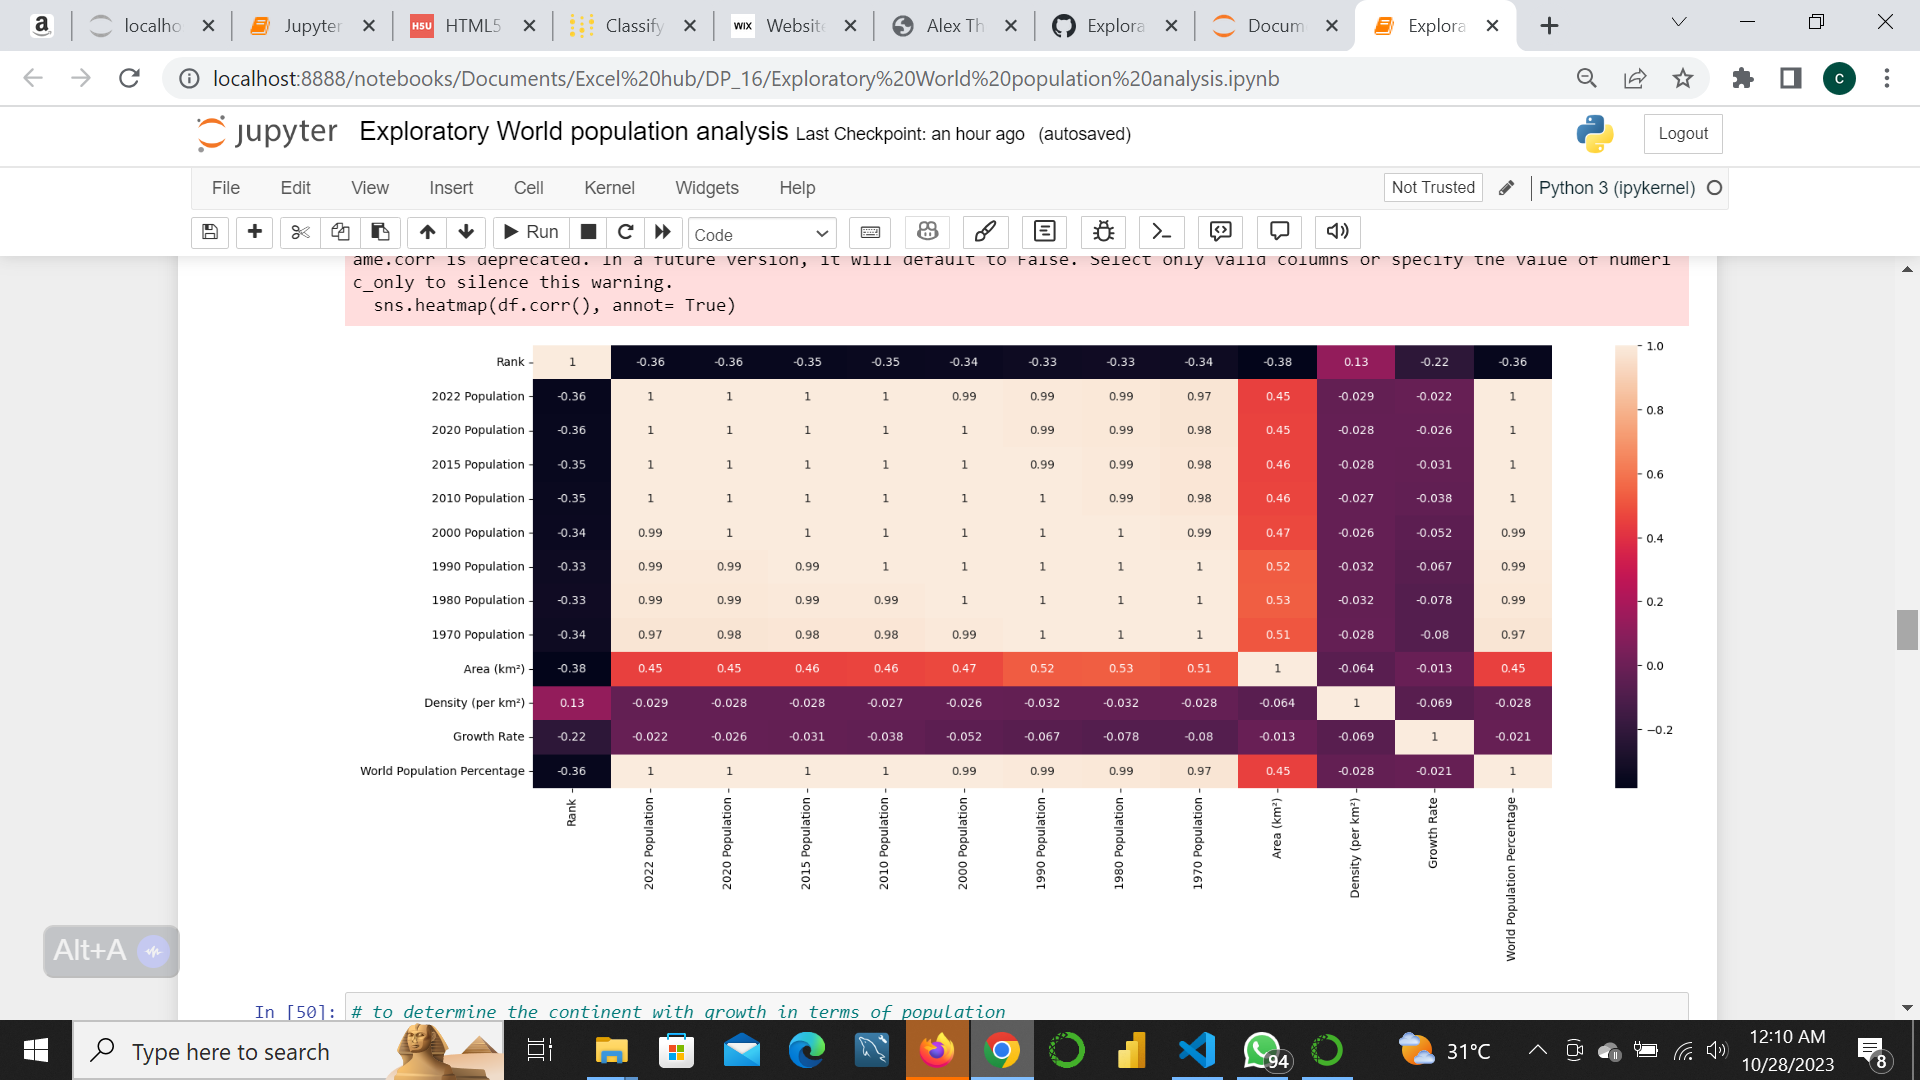 a localho Jupyter H5U HTML5 Classify WIX Website Alex Th Explora Docum Explora
localhost:8888/notebooks/Documents/Excel%20hub/DP_16/Exploratory%20World%20population%20analysis.ipynb c
jupyter Exploratory World population analysis Last Checkpoint: an hour ago (autosaved) Logout
File Edit View Insert Cell Kernel Widgets Help Not Trusted Python 3 (ipykernel)
Run Code
ame.corr is deprecated. In a future version, it will default to False. Select only valid columns or specify the value of numeri
c_only to silence this warning.
sns.heatmap(df.corr(), annot= True)
Rank 1 -0.36 -0.36 -0.35 -0.35 -0.34 -0.33 -0.33 -0.34 -0.38 0.13 -0.22 -0.36
2022 Population -0.36 1 1 1 1 0.99 0.99 0.99 0.97 0.45 -0.029 -0.022 1
2020 Population -0.36 1 1 1 1 1 0.99 0.99 0.98 0.45 -0.028 -0.026 1
2015 Population -0.35 1 1 1 1 1 0.99 0.99 0.98 0.46 -0.028 -0.031 1
2010 Population -0.35 1 1 1 1 1 1 0.99 0.98 0.46 -0.027 -0.038 1
2000 Population -0.34 0.99 1 1 1 1 1 1 0.99 0.47 -0.026 -0.052 0.99
1990 Population -0.33 0.99 0.99 0.99 1 1 1 1 1 0.52 -0.032 -0.067 0.99
1980 Population -0.33 0.99 0.99 0.99 0.99 1 1 1 1 0.53 -0.032 -0.078 0.99
1970 Population -0.34 0.97 0.98 0.98 0.98 0.99 1 1 1 0.51 -0.028 -0.08 0.97
Area (km²) -0.38 0.45 0.45 0.46 0.46 0.47 0.52 0.53 0.51 1 -0.064 -0.013 0.45
Density (per km²) 0.13 -0.029 -0.028 -0.028 -0.027 -0.026 -0.032 -0.032 -0.028 -0.064 1 -0.069 -0.028
Growth Rate -0.22 -0.022 -0.026 -0.031 -0.038 -0.052 -0.067 -0.078 -0.08 -0.013 -0.069 1 -0.021
World Population Percentage -0.36 1 1 1 1 0.99 0.99 0.99 0.97 0.45 -0.028 -0.021 1
Rank
2022 Population
2020 Population
2015 Population
2010 Population
2000 Population
1990 Population
1980 Population
1970 Population
Area (km²)
Density (per km²)
Growth Rate
World Population Percentage
1.0
0.8
0.6
0.4
0.2
0.0
−0.2
Alt+A
In [50]: # to determine the continent with growth in terms of population
Type here to search 94 31°C 12:10 AM
10/28/2023 8